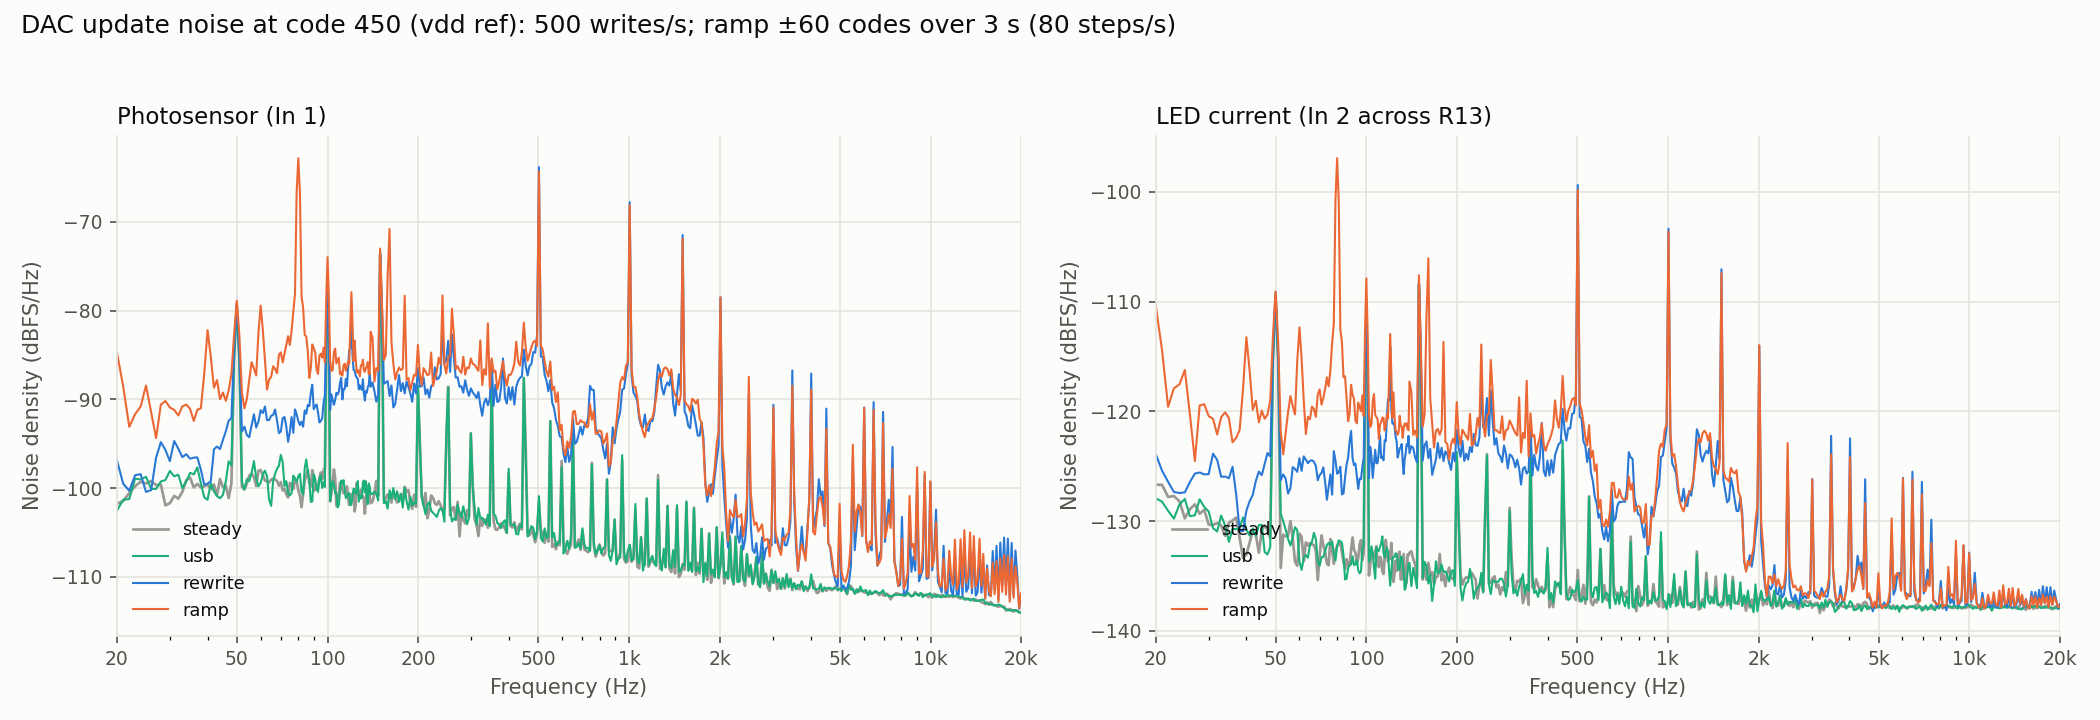 DAC update noise at code 450 (vdd ref): 500 writes/s; ramp ±60 codes over 3 s (80 steps/s)
Photosensor (In 1)
Noise density (dBFS/Hz)
−70
−80
−90
−100
−110
steady
usb
rewrite
ramp
20 50 100 200 500 1k 2k 5k 10k 20k
Frequency (Hz)
LED current (In 2 across R13)
Noise density (dBFS/Hz)
−100
−110
−120
−130
−140
steady
usb
rewrite
ramp
20 50 100 200 500 1k 2k 5k 10k 20k
Frequency (Hz)